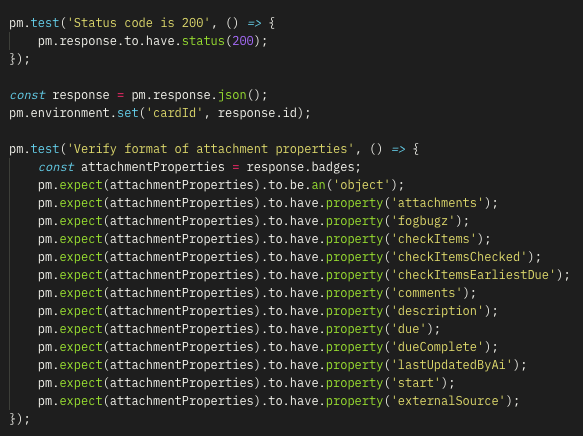 pm.test('Status code is 200', () => {
    pm.response.to.have.status(200);
});

const response = pm.response.json();
pm.environment.set('cardId', response.id);

pm.test('Verify format of attachment properties', () => {
    const attachmentProperties = response.badges;
    pm.expect(attachmentProperties).to.be.an('object');
    pm.expect(attachmentProperties).to.have.property('attachments');
    pm.expect(attachmentProperties).to.have.property('fogbugz');
    pm.expect(attachmentProperties).to.have.property('checkItems');
    pm.expect(attachmentProperties).to.have.property('checkItemsChecked');
    pm.expect(attachmentProperties).to.have.property('checkItemsEarliestDue');
    pm.expect(attachmentProperties).to.have.property('comments');
    pm.expect(attachmentProperties).to.have.property('description');
    pm.expect(attachmentProperties).to.have.property('due');
    pm.expect(attachmentProperties).to.have.property('dueComplete');
    pm.expect(attachmentProperties).to.have.property('lastUpdatedByAi');
    pm.expect(attachmentProperties).to.have.property('start');
    pm.expect(attachmentProperties).to.have.property('externalSource');
});